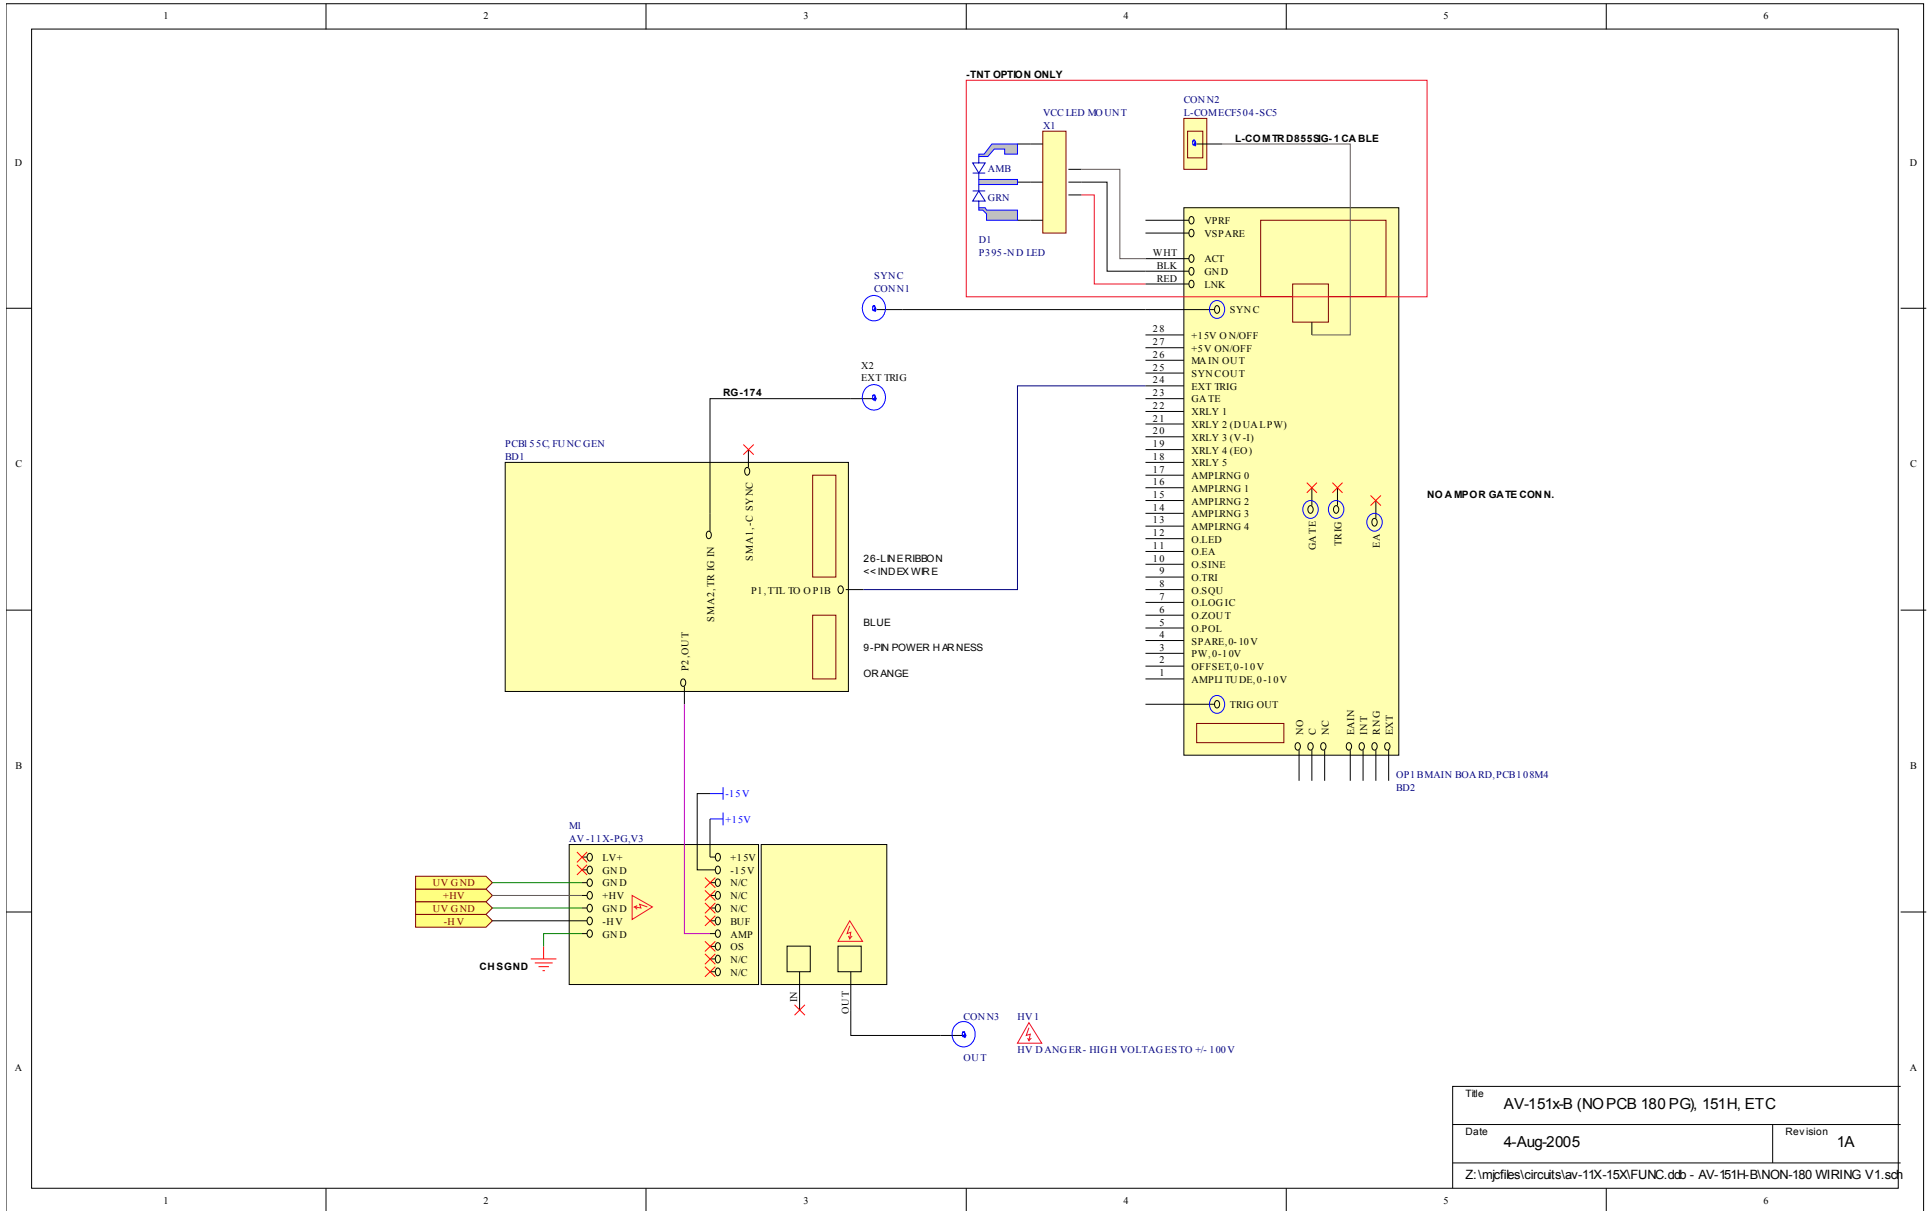 1 2 3 4 5 6
-TNT OPTION ONLY
CONN2
L-COM ECF504-SC5
VCC LED MOUNT
X1
L-COM TRD855SIG-1 CABLE
D
D
AMB
GRN
D1
P395-ND LED
VPRF
VSPARE
WHT ACT
BLK GND
RED LNK
SYNC
CONN1
SYNC
28 +15V ON/OFF
27 +5V ON/OFF
26 MAIN OUT
25 SYNC OUT
24 EXT TRIG
23 GATE
22 XRLY 1
21 XRLY 2 (DUAL PW)
20 XRLY 3 (V-I)
19 XRLY 4 (EO)
18 XRLY 5
17 AMPLRNG 0
16 AMPLRNG 1
15 AMPLRNG 2
14 AMPLRNG 3
13 AMPLRNG 4
12 O.LED
11 O.EA
10 O.SINE
9 O.TRI
8 O.SQU
7 O.LOGIC
6 O.ZOUT
5 O.POL
4 SPARE, 0-10V
3 PW, 0-10V
2 OFFSET, 0-10V
1 AMPLITUDE, 0-10V
TRIG OUT
GATE
TRIG
EA
NO
C
NC
EAIN
INT
RNG
EXT
OP1B MAIN BOARD, PCB108M4
BD2
NO AMP OR GATE CONN.
X2
EXT TRIG
RG-174
PCB155C, FUNC GEN
BD1
C
C
SMA1, -C SYNC
SMA2, TRIG IN
P1, TTL TO OP1B
P2, OUT
26-LINE RIBBON
<< INDEX WIRE
BLUE
9-PIN POWER HARNESS
ORANGE
B
B
-15V
+15V
M1
AV-11X-PG, V3
LV+
GND
GND
+HV
GND
-HV
GND
UV GND
+HV
UV GND
-HV
CHSGND
+15V
-15V
N/C
N/C
N/C
BUF
AMP
OS
N/C
N/C
IN
OUT
CONN3
OUT
HV1
HV DANGER - HIGH VOLTAGES TO +/- 100V
A
A
Title
AV-151x-B (NO PCB 180 PG), 151H, ETC
Date
4-Aug-2005
Revision
1A
Z:\mjcfiles\circuits\av-11X-15X\FUNC.ddb - AV-151H-B\NON-180 WIRING V1.sch
1 2 3 4 5 6